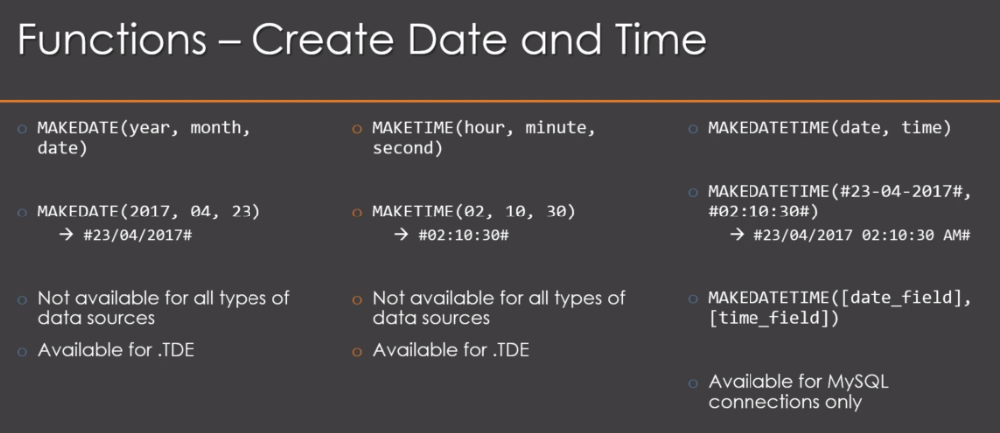 Functions – Create Date and Time
○ MAKEDATE(year, month,
date)
○ MAKEDATE(2017, 04, 23)
→ #23/04/2017#
○ Not available for all types of
data sources
○ Available for .TDE
○ MAKETIME(hour, minute,
second)
○ MAKETIME(02, 10, 30)
→ #02:10:30#
○ Not available for all types of
data sources
○ Available for .TDE
○ MAKEDATETIME(date, time)
○ MAKEDATETIME(#23-04-2017#,
#02:10:30#)
→ #23/04/2017 02:10:30 AM#
○ MAKEDATETIME([date_field],
[time_field])
○ Available for MySQL
connections only